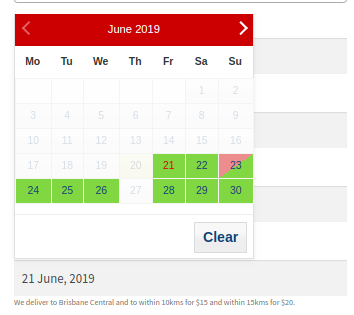 June 2019
Mo Tu We Th Fr Sa Su
1 2
3 4 5 6 7 8 9
10 11 12 13 14 15 16
17 18 19 20 21 22 23
24 25 26 27 28 29 30
Clear
21 June, 2019
We deliver to Brisbane Central and to within 10kms for $15 and within 15kms for $20.